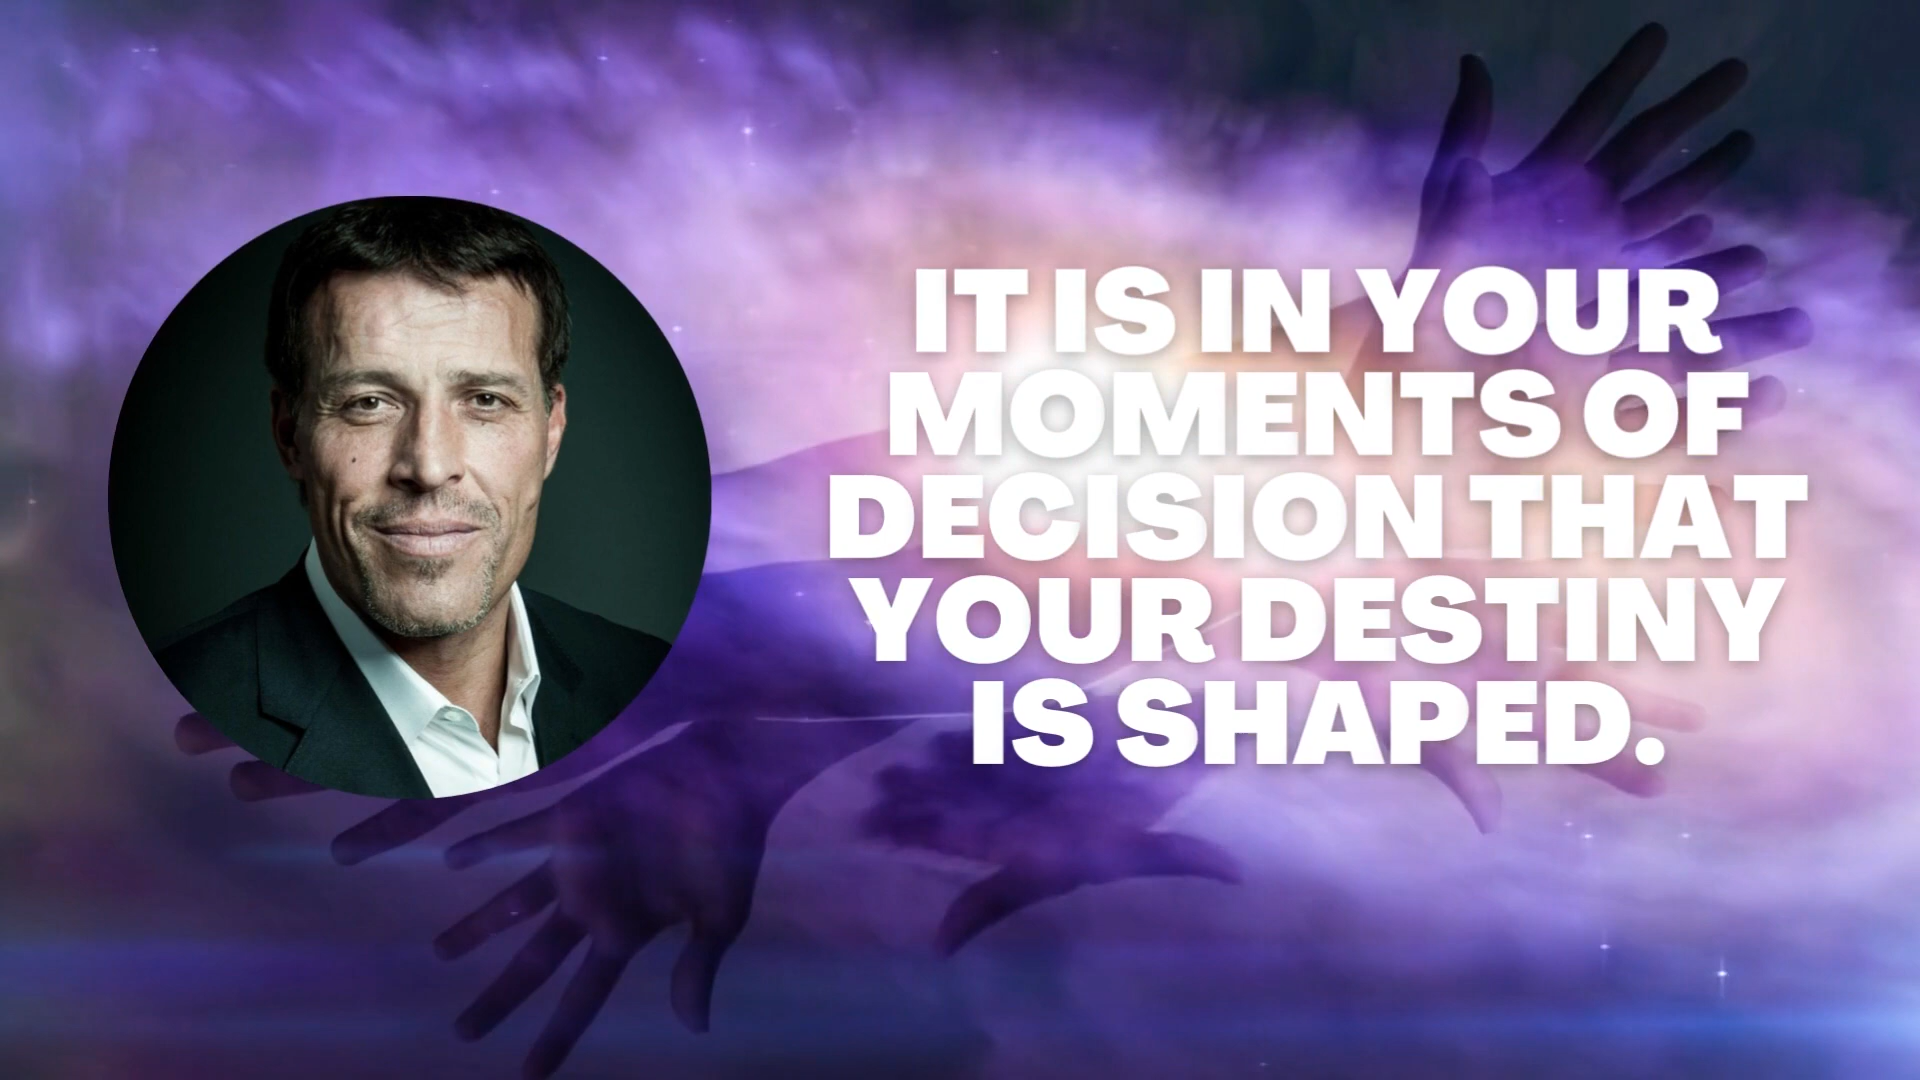 IT IS IN YOUR
MOMENTS OF
DECISION THAT
YOUR DESTINY
IS SHAPED.